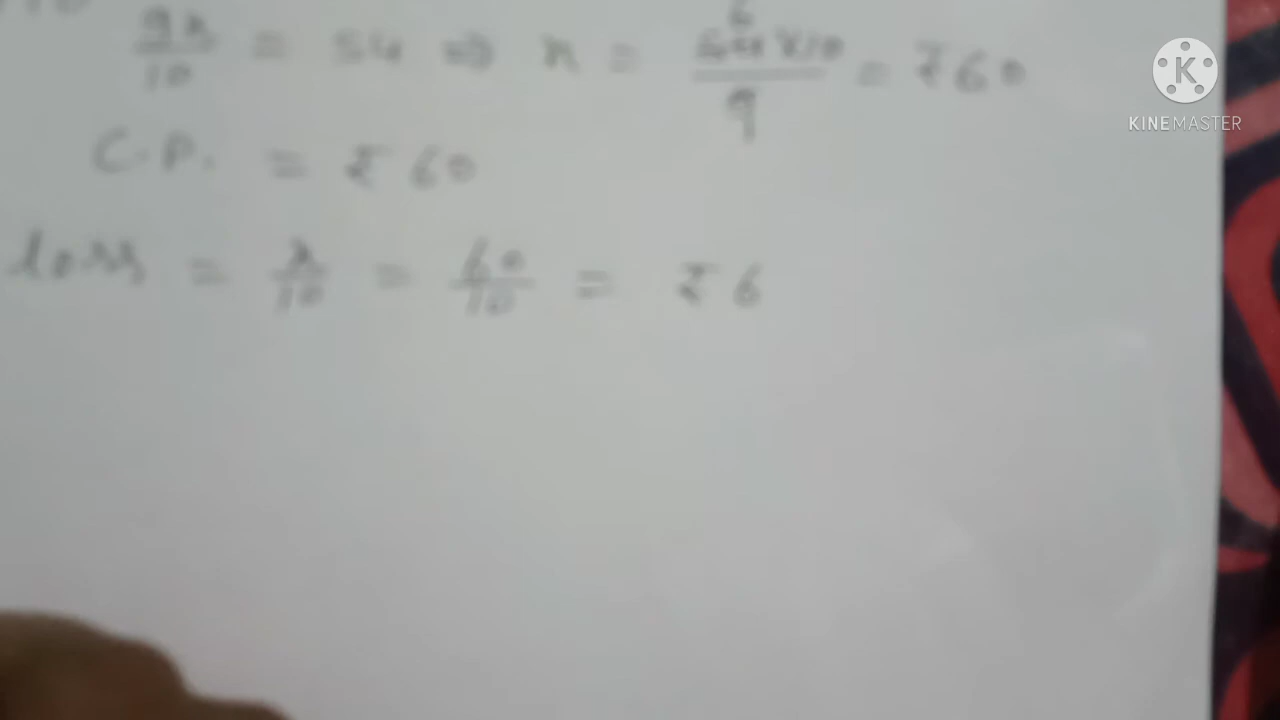 9x/10 = 54 ⇒ x = 54×10/9 = ₹60
6
KINEMASTER
C.P. = ₹ 60
loss = x/10 = 60/10 = ₹ 6